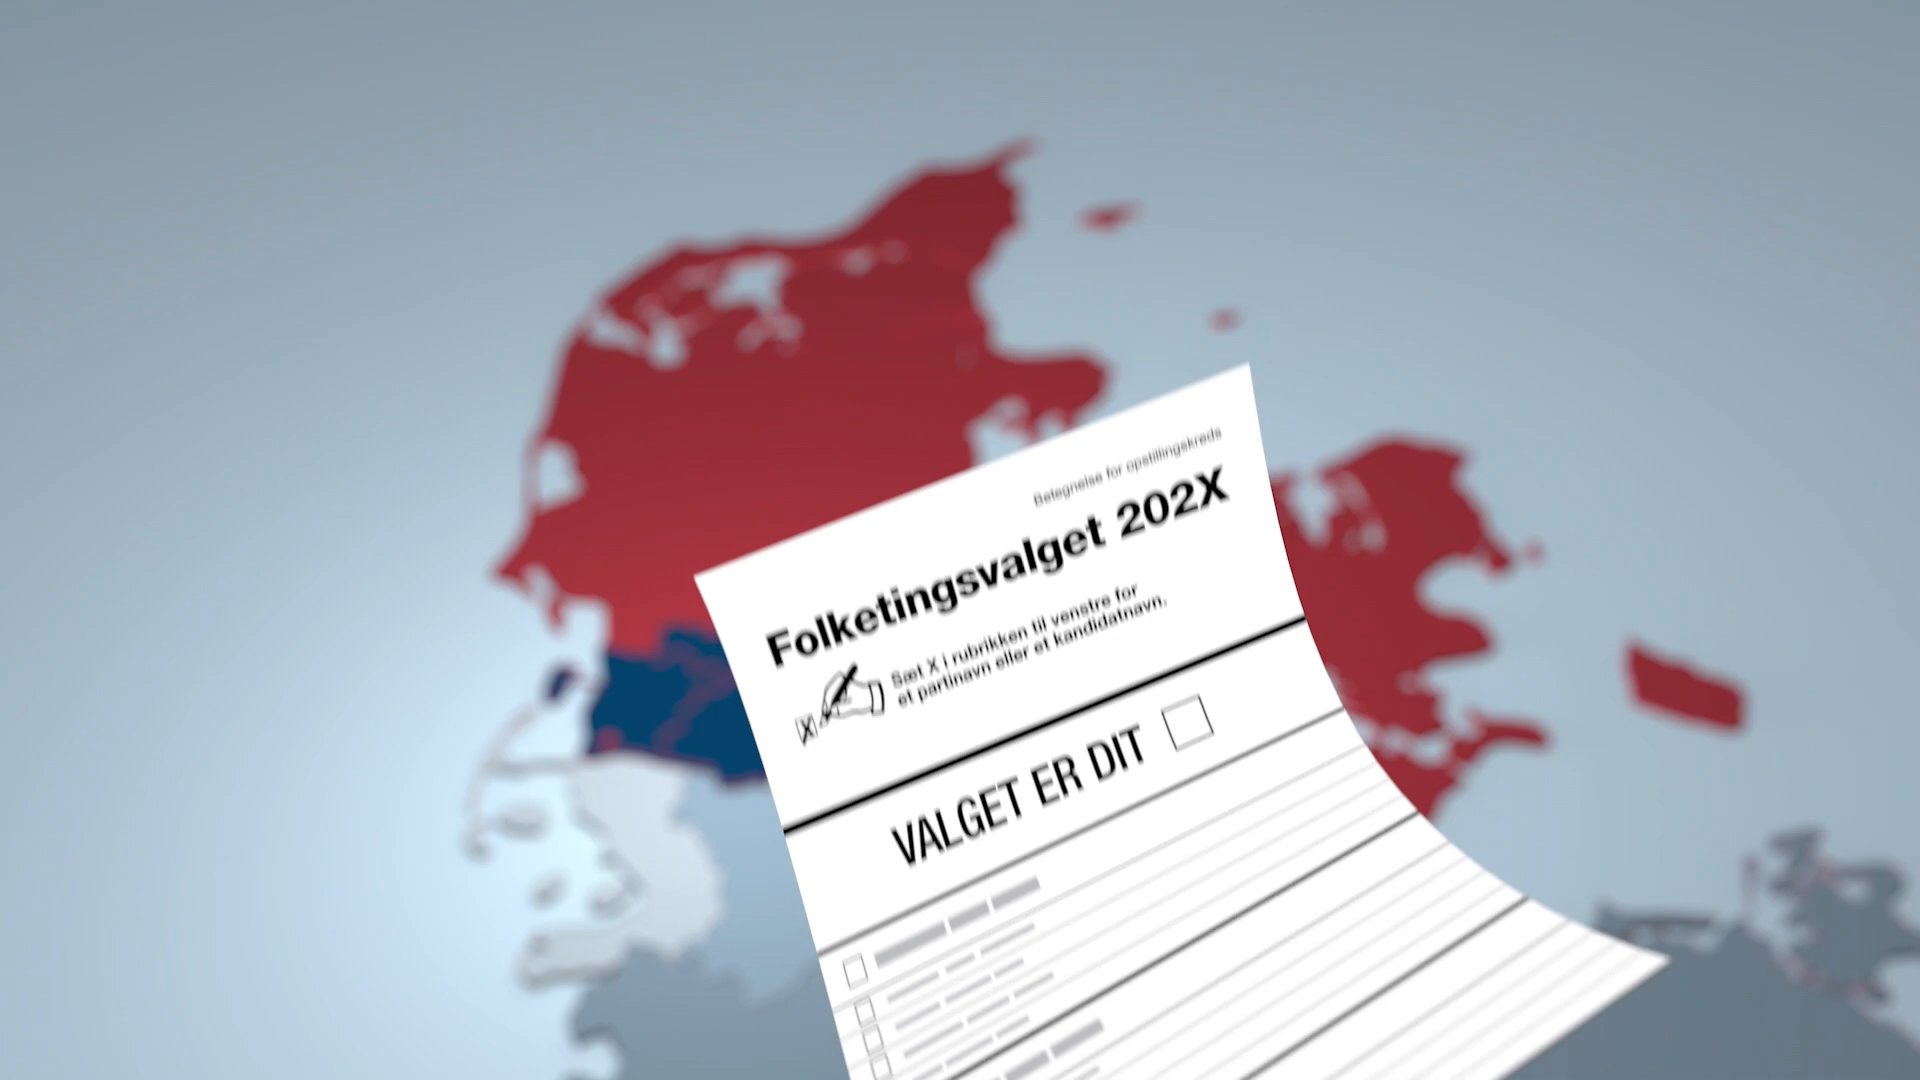 Betegnelse for opstillingskreds
Folketingsvalget 202X
Sæt X i rubrikken til venstre for
et partinavn eller et kandidatnavn.
X
VALGET ER DIT